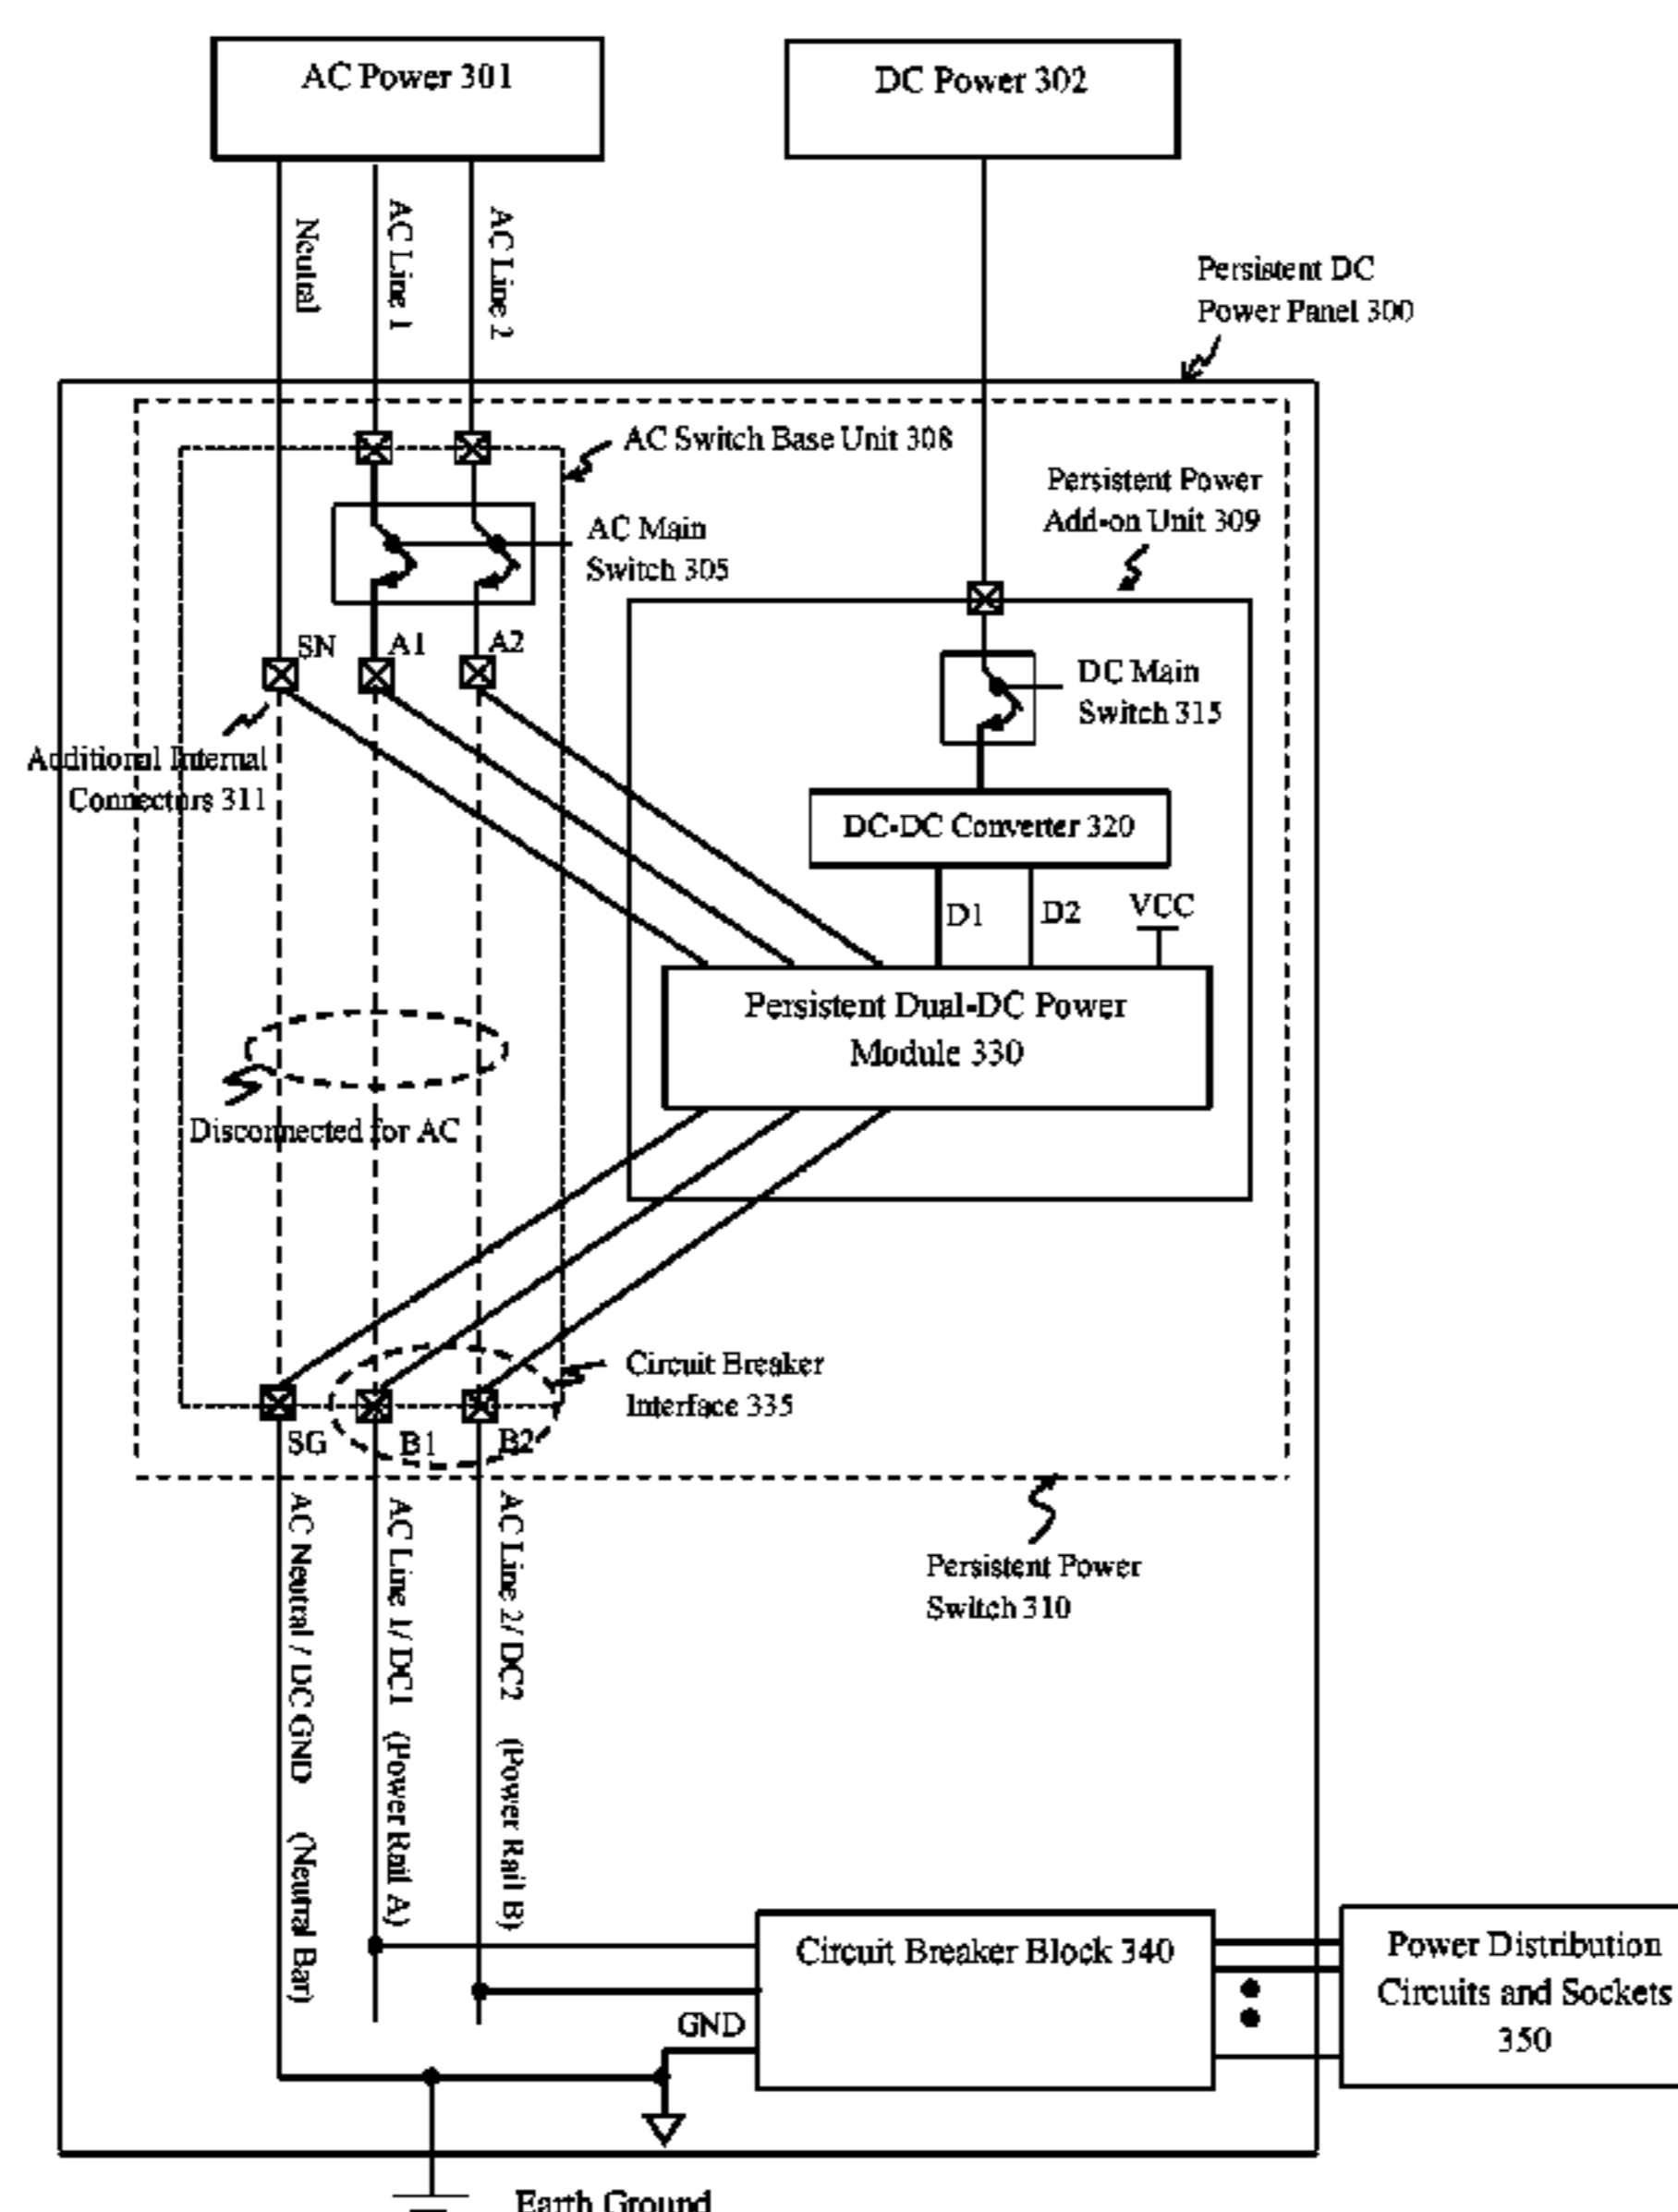 AC Power 301
DC Power 302
Neutral
AC Line 1
AC Line 2
Persistent DC
Power Panel 300
AC Switch Base Unit 308
Persistent Power
Add-on Unit 309
AC Main
Switch 305
SN
A1
A2
DC Main
Switch 315
Additional Internal
Connectors 311
DC-DC Converter 320
D1
D2
VCC
Persistent Dual-DC Power
Module 330
Disconnected for AC
Circuit Breaker
Interface 335
SG
B1
B2
AC Neutral / DC GND (Neutral Bar)
AC Line 1/ DC1 (Power Rail A)
AC Line 2/ DC2 (Power Rail B)
Persistent Power
Switch 310
Circuit Breaker Block 340
Power Distribution
Circuits and Sockets
350
GND
Earth Ground